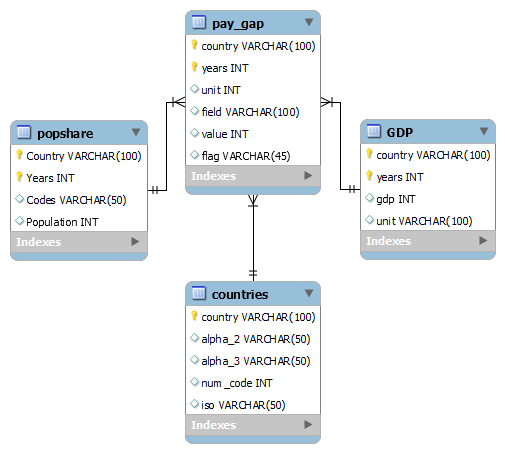 pay_gap
country VARCHAR(100)
years INT
unit INT
field VARCHAR(100)
value INT
flag VARCHAR(45)
Indexes
popshare
Country VARCHAR(100)
Years INT
Codes VARCHAR(50)
Population INT
Indexes
GDP
country VARCHAR(100)
years INT
gdp INT
unit VARCHAR(100)
Indexes
countries
country VARCHAR(100)
alpha_2 VARCHAR(50)
alpha_3 VARCHAR(50)
num_code INT
iso VARCHAR(50)
Indexes